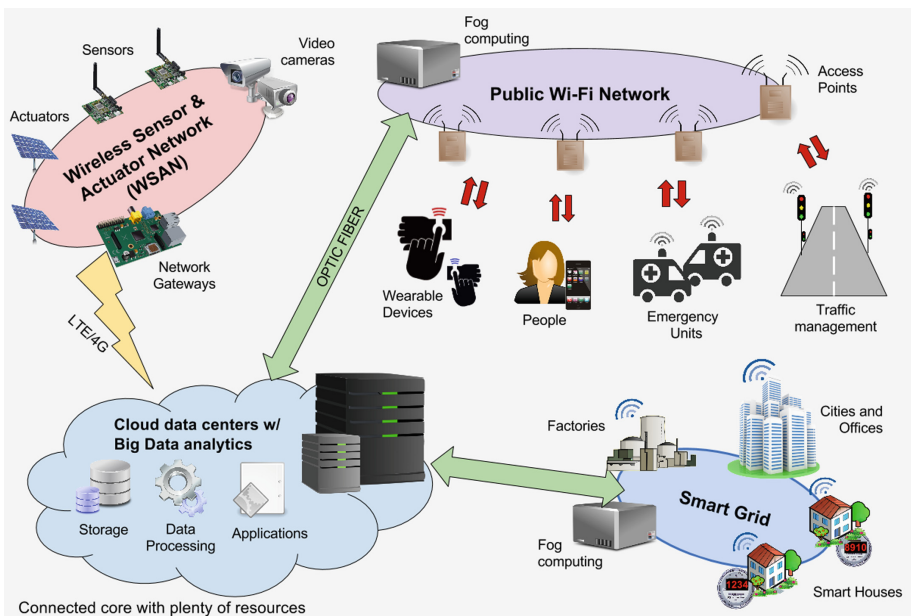 Sensors
Video
cameras
Actuators
Wireless Sensor &
Actuator Network
(WSAN)
Network
Gateways
LTE/4G
Fog
computing
Public Wi-Fi Network
Access
Points
OPTIC FIBER
Wearable
Devices
People
Emergency
Units
Traffic
management
Cloud data centers w/
Big Data analytics
Storage
Data
Processing
Applications
Connected core with plenty of resources
Factories
Cities and
Offices
Smart Grid
Fog
computing
8910
1234
Smart Houses